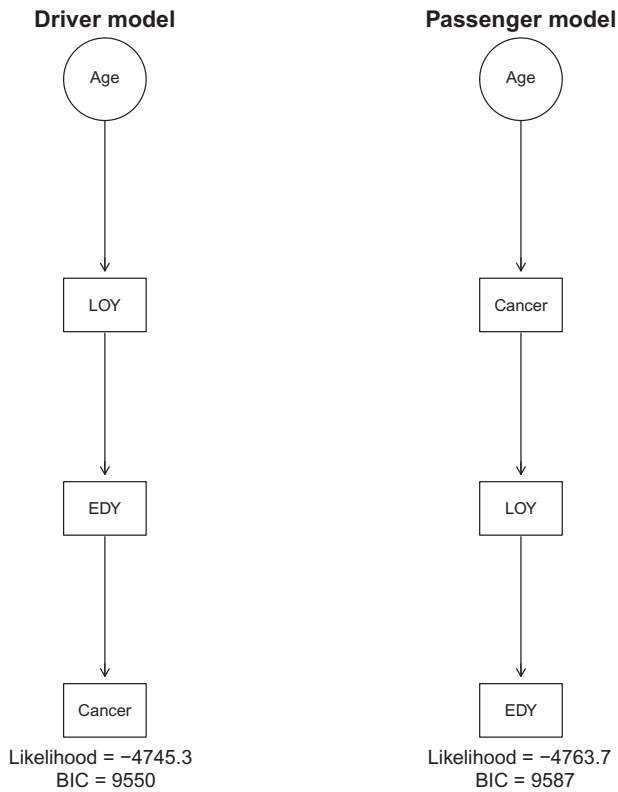 Driver model
Age
LOY
EDY
Cancer
Likelihood = −4745.3
BIC = 9550
Passenger model
Age
Cancer
LOY
EDY
Likelihood = −4763.7
BIC = 9587